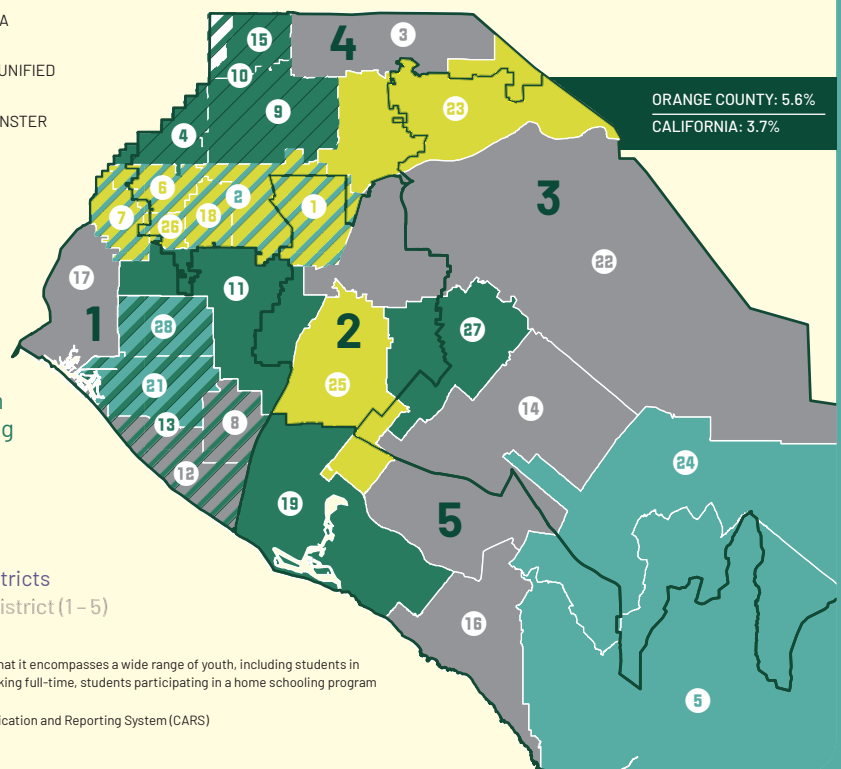 A
UNIFIED
NSTER
ORANGE COUNTY: 5.6%
CALIFORNIA: 3.7%
15
4
3
10
9
23
4
6
2
7
26
18
1
3
22
17
11
1
28
2
27
21
25
14
13
8
12
24
19
5
16
5
n
g
tricts
istrict (1 – 5)
hat it encompasses a wide range of youth, including students in
king full-time, students participating in a home schooling program
ication and Reporting System (CARS)